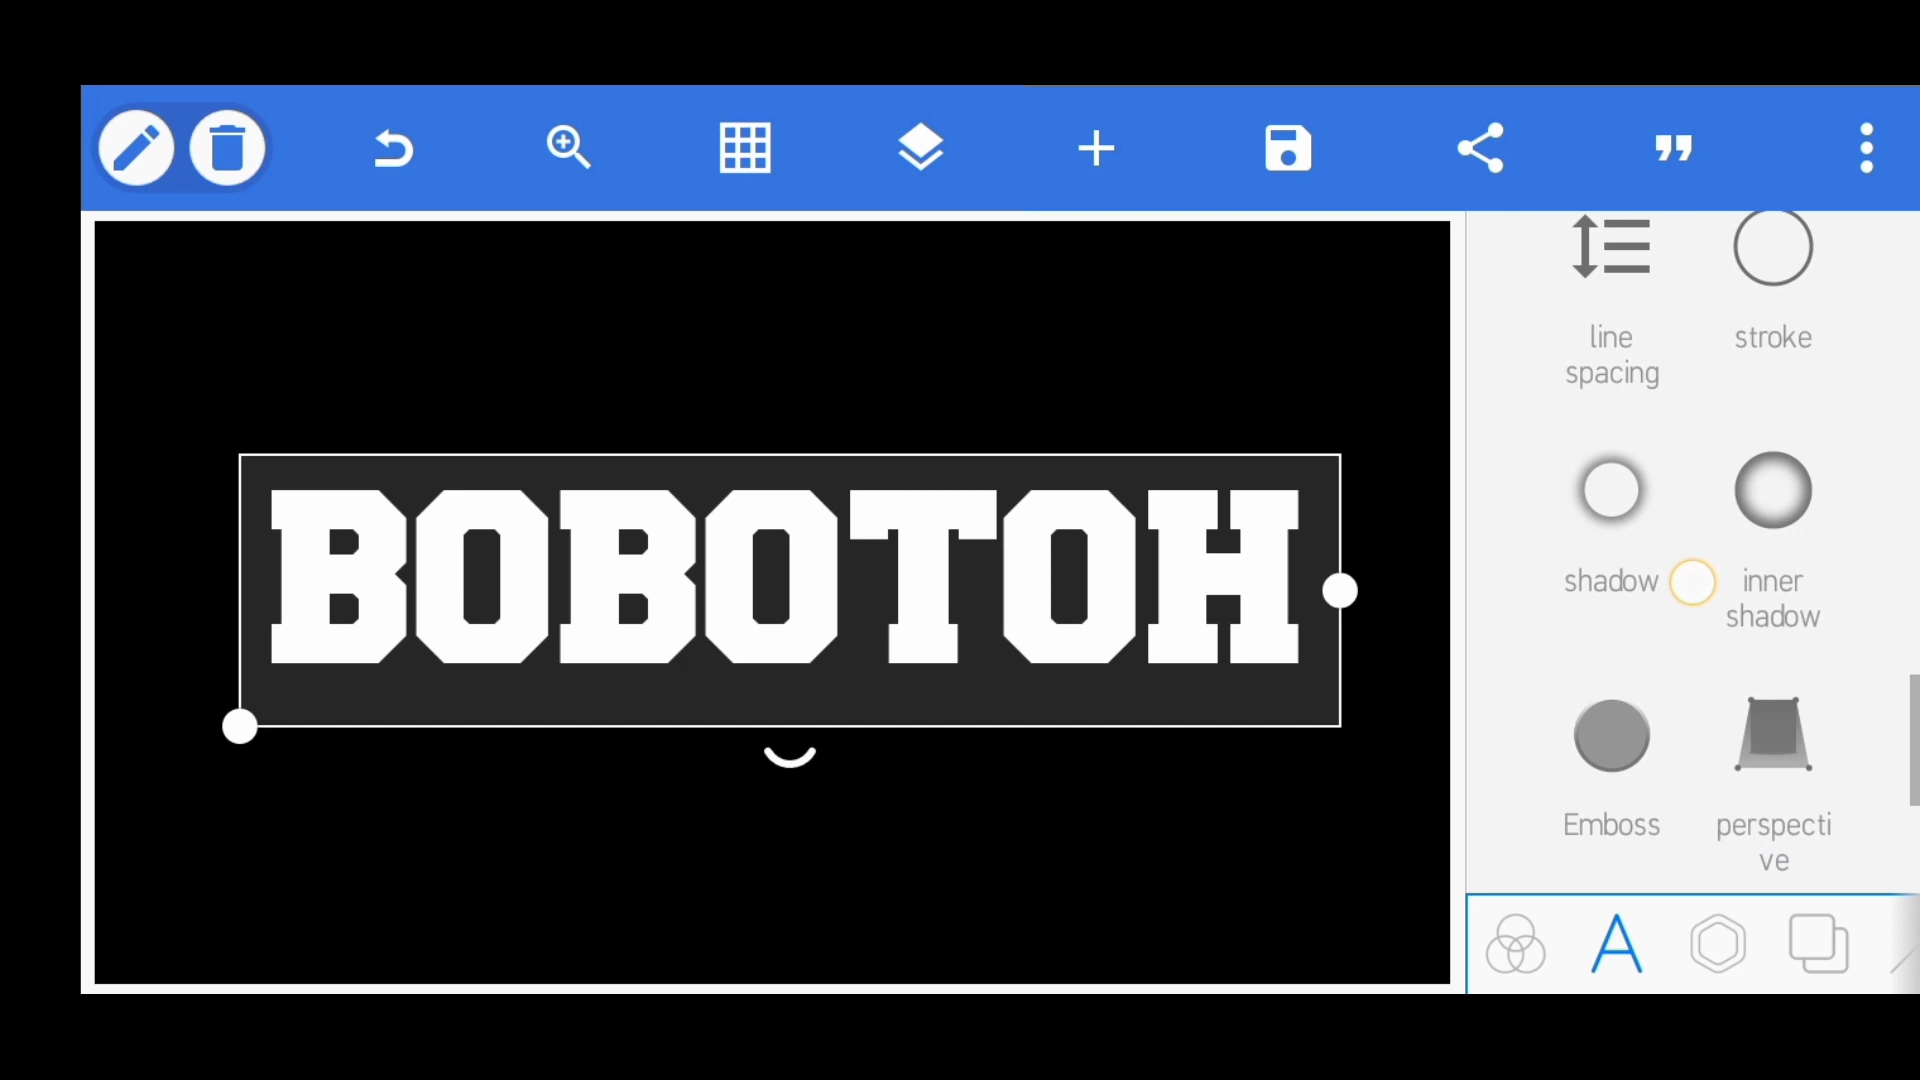 BOBOTOH
line
spacing
stroke
shadow
inner
shadow
Emboss
perspecti
ve